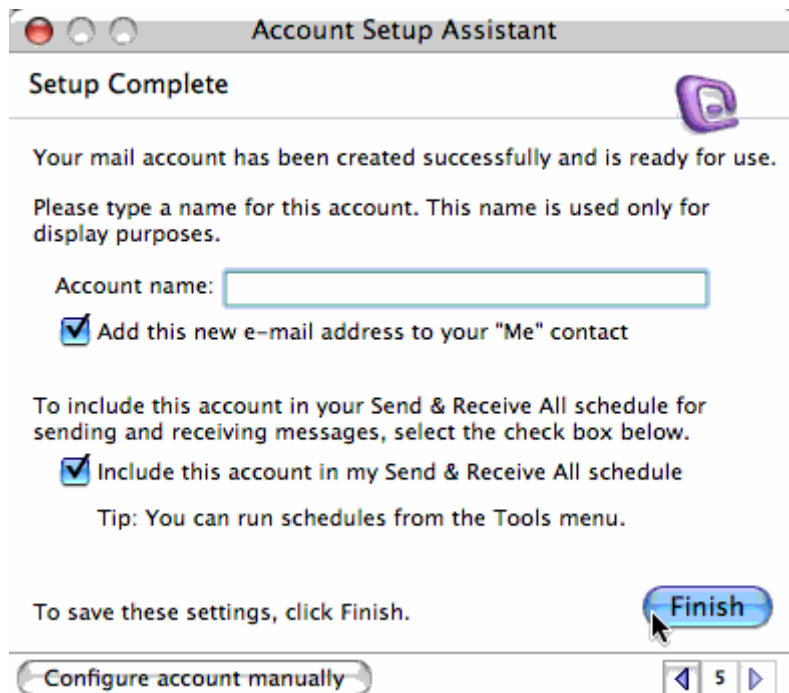 Account Setup Assistant
Setup Complete
Your mail account has been created successfully and is ready for use.
Please type a name for this account. This name is used only for
display purposes.
Account name:
Add this new e-mail address to your "Me" contact
To include this account in your Send & Receive All schedule for
sending and receiving messages, select the check box below.
Include this account in my Send & Receive All schedule
Tip: You can run schedules from the Tools menu.
To save these settings, click Finish.
Finish
Configure account manually
5